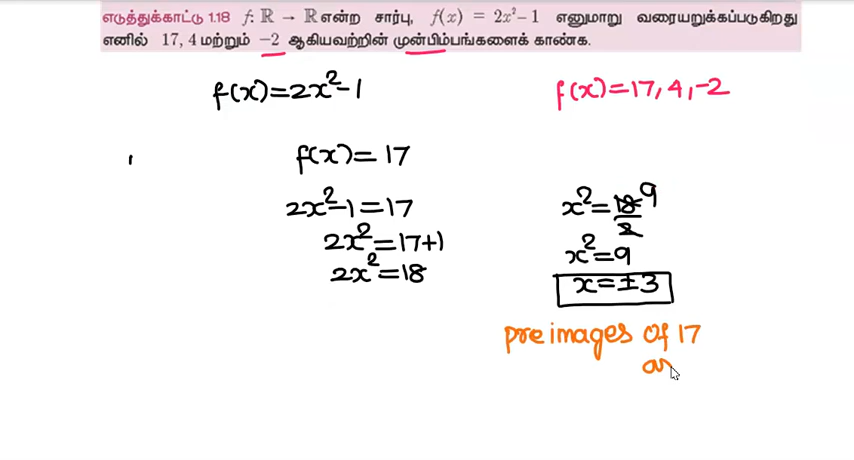 எடுத்துக்காட்டு 1.18 f: ℝ → ℝ என்ற சார்பு, f(x) = 2x² – 1 எனுமாறு வரையறுக்கப்படுகிறது
எனில் 17, 4 மற்றும் –2 ஆகியவற்றின் முன்பிம்பங்களைக் காண்க.
f(x)=2x²-1
f(x)=17, 4, -2
f(x)=17
2x²-1=17
2x²=17+1
2x²=18
x²=18/2 9
x²=9
x=±3
pre images of 17